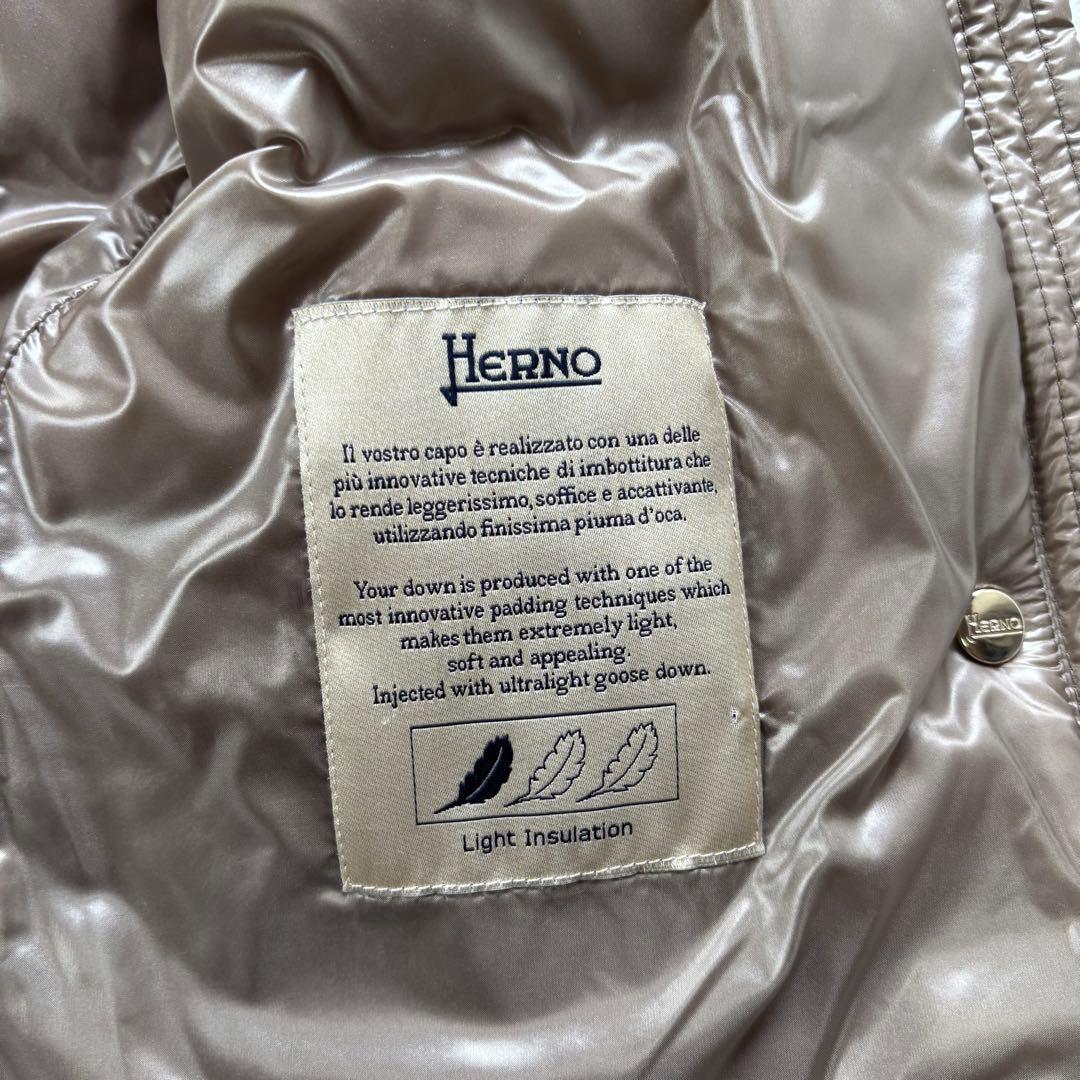 HERNO
Il vostro capo è realizzato con una delle
più innovative tecniche di imbottitura che
lo rende leggerissimo, soffice e accattivante,
utilizzando finissima piuma d'oca.
Your down is produced with one of the
most innovative padding techniques which
makes them extremely light,
soft and appealing.
Injected with ultralight goose down.
Light Insulation
HERNO